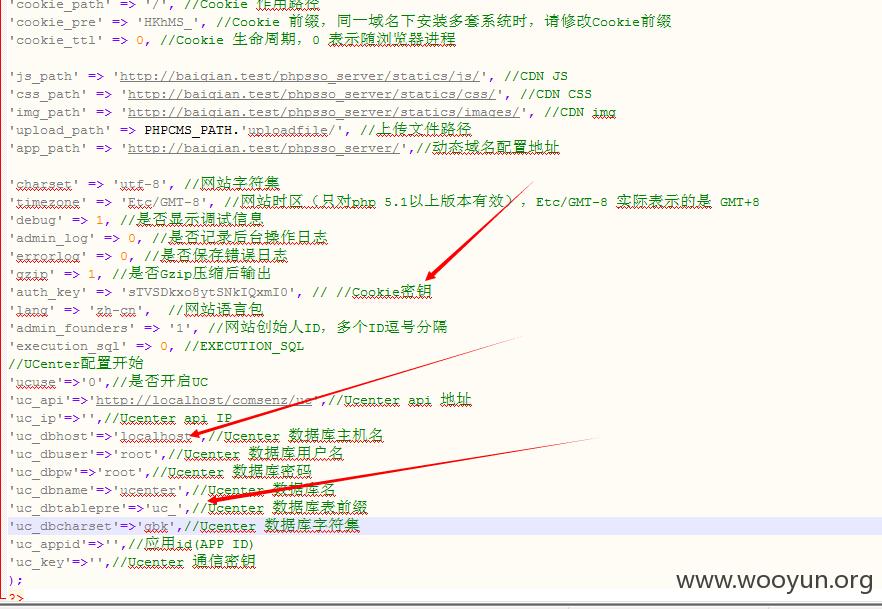 'cookie_path' => '/', //Cookie 作用路径
'cookie_pre' => 'HKhMS_', //Cookie 前缀，同一域名下安装多套系统时，请修改Cookie前缀
'cookie_ttl' => 0, //Cookie 生命周期，0 表示随浏览器进程
'js_path' => 'http://baiqian.test/phpsso_server/statics/js/', //CDN JS
'css_path' => 'http://baiqian.test/phpsso_server/statics/css/', //CDN CSS
'img_path' => 'http://baiqian.test/phpsso_server/statics/images/', //CDN img
'upload_path' => PHPCMS_PATH.'uploadfile/', //上传文件路径
'app_path' => 'http://baiqian.test/phpsso_server/',//动态域名配置地址
'charset' => 'utf-8', //网站字符集
'timezone' => 'Etc/GMT-8', //网站时区（只对php 5.1以上版本有效），Etc/GMT-8 实际表示的是 GMT+8
'debug' => 1, //是否显示调试信息
'admin_log' => 0, //是否记录后台操作日志
'errorlog' => 0, //是否保存错误日志
'gzip' => 1, //是否Gzip压缩后输出
'auth_key' => 'sTVSDkxo8ytSNkIQxmI0', // //Cookie密钥
'lang' => 'zh-cn', //网站语言包
'admin_founders' => '1', //网站创始人ID，多个ID逗号分隔
'execution_sql' => 0, //EXECUTION_SQL
//UCenter配置开始
'ucuse'=>'0',//是否开启UC
'uc_api'=>'http://localhost/comsenz/uc',//Ucenter api 地址
'uc_ip'=>'',//Ucenter api IP
'uc_dbhost'=>'localhost',//Ucenter 数据库主机名
'uc_dbuser'=>'root',//Ucenter 数据库用户名
'uc_dbpw'=>'root',//Ucenter 数据库密码
'uc_dbname'=>'ucenter',//Ucenter 数据库名
'uc_dbtablepre'=>'uc_',//Ucenter 数据库表前缀
'uc_dbcharset'=>'gbk',//Ucenter 数据库字符集
'uc_appid'=>'',//应用id(APP ID)
'uc_key'=>'',//Ucenter 通信密钥
);
?>
www.wooyun.org